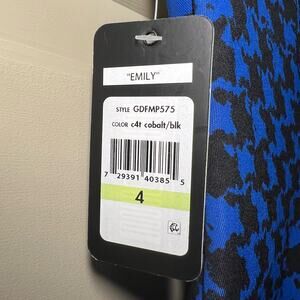 "EMILY"
STYLE GDFMP575
COLOR c4t cobalt/blk
7 29391 40385 5
4